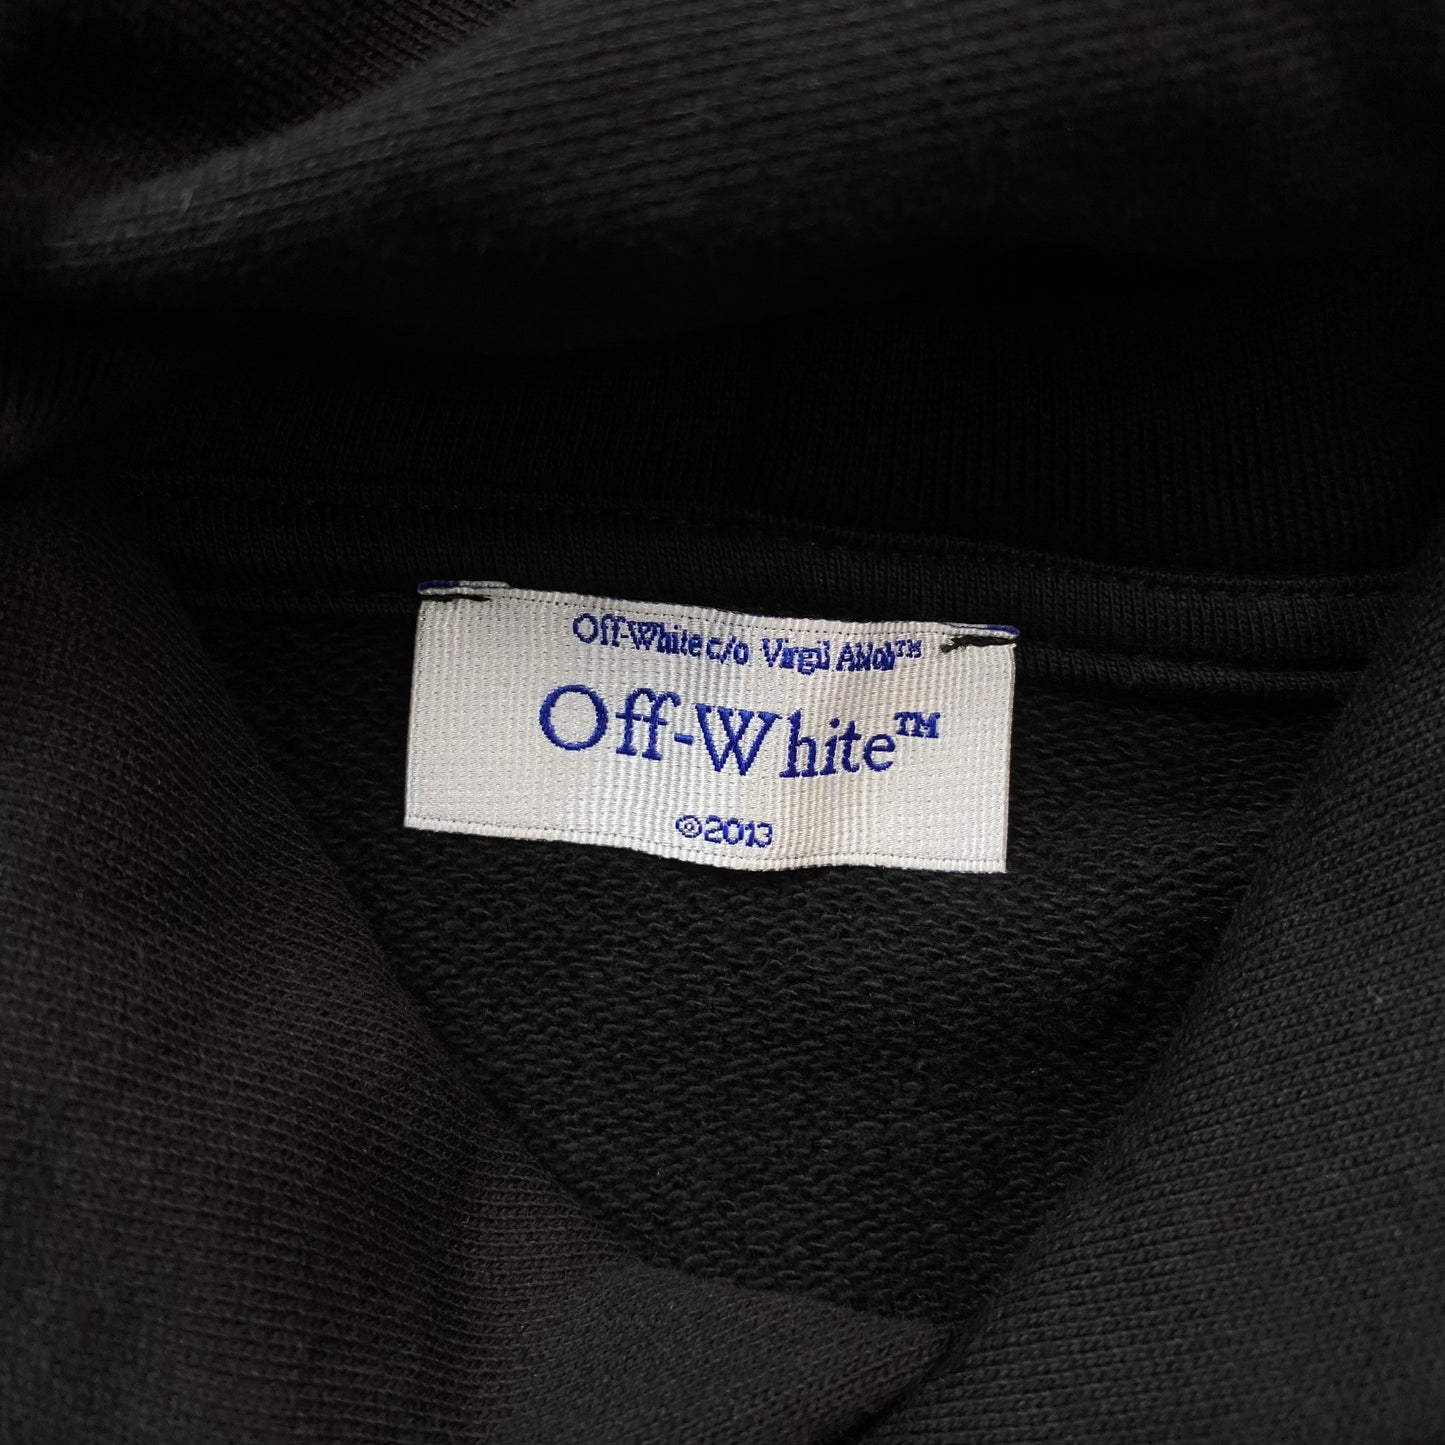 Off-White c/o Virgil Abloh™
Off-White™
©2013